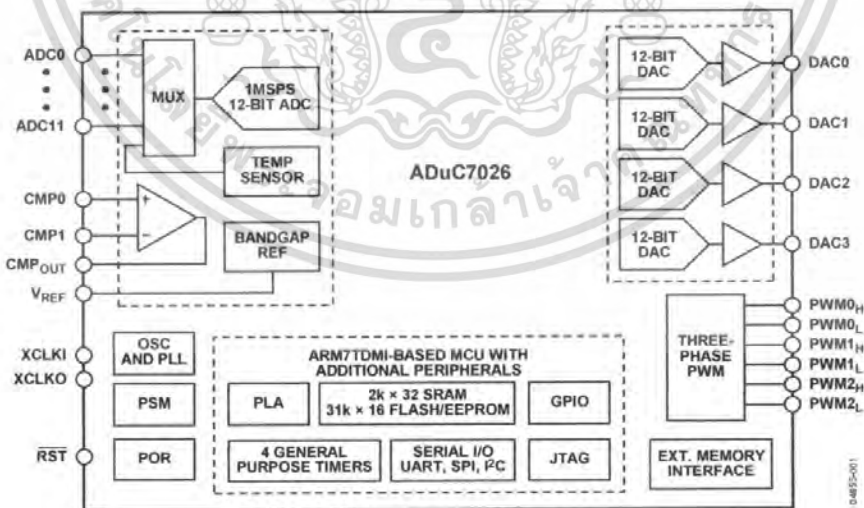 ADC0
ADC11
CMP0
CMP1
CMPOUT
VREF
XCLKI
XCLKO
RST
MUX
1MSPS
12-BIT ADC
TEMP
SENSOR
BANDGAP
REF
ADuC7026
12-BIT
DAC
12-BIT
DAC
12-BIT
DAC
12-BIT
DAC
DAC0
DAC1
DAC2
DAC3
OSC
AND PLL
PSM
POR
ARM7TDMI-BASED MCU WITH
ADDITIONAL PERIPHERALS
PLA
2k × 32 SRAM
31k × 16 FLASH/EEPROM
GPIO
4 GENERAL
PURPOSE TIMERS
SERIAL I/O
UART, SPI, I²C
JTAG
THREE-
PHASE
PWM
PWM0H
PWM0L
PWM1H
PWM1L
PWM2H
PWM2L
EXT. MEMORY
INTERFACE
04955-001